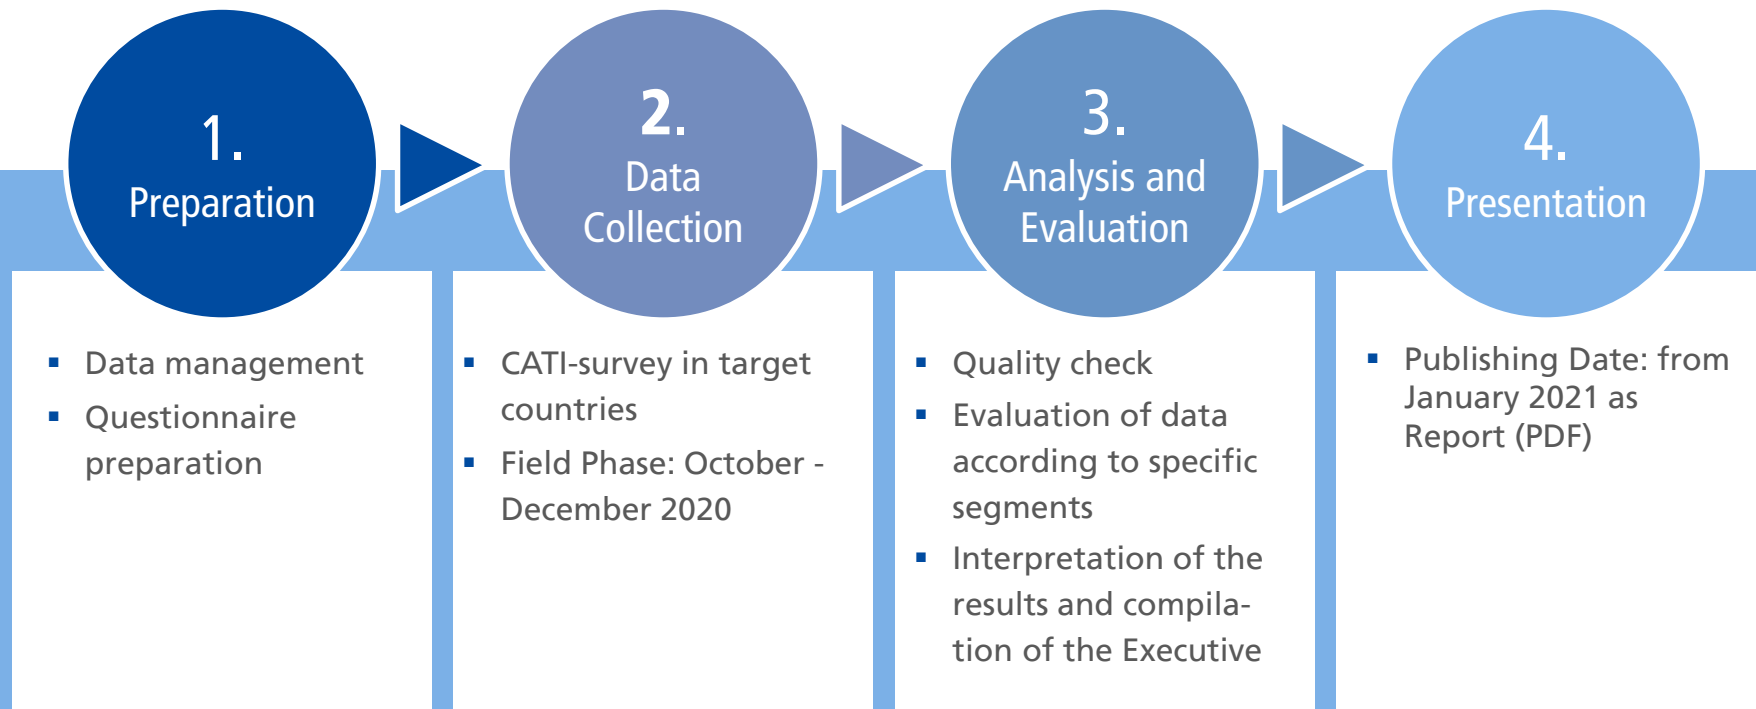 1.
Preparation
▪ Data management
▪ Questionnaire
preparation
2.
Data
Collection
▪ CATI-survey in target
countries
▪ Field Phase: October -
December 2020
3.
Analysis and
Evaluation
▪ Quality check
▪ Evaluation of data
according to specific
segments
▪ Interpretation of the
results and compila-
tion of the Executive
4.
Presentation
▪ Publishing Date: from
January 2021 as
Report (PDF)